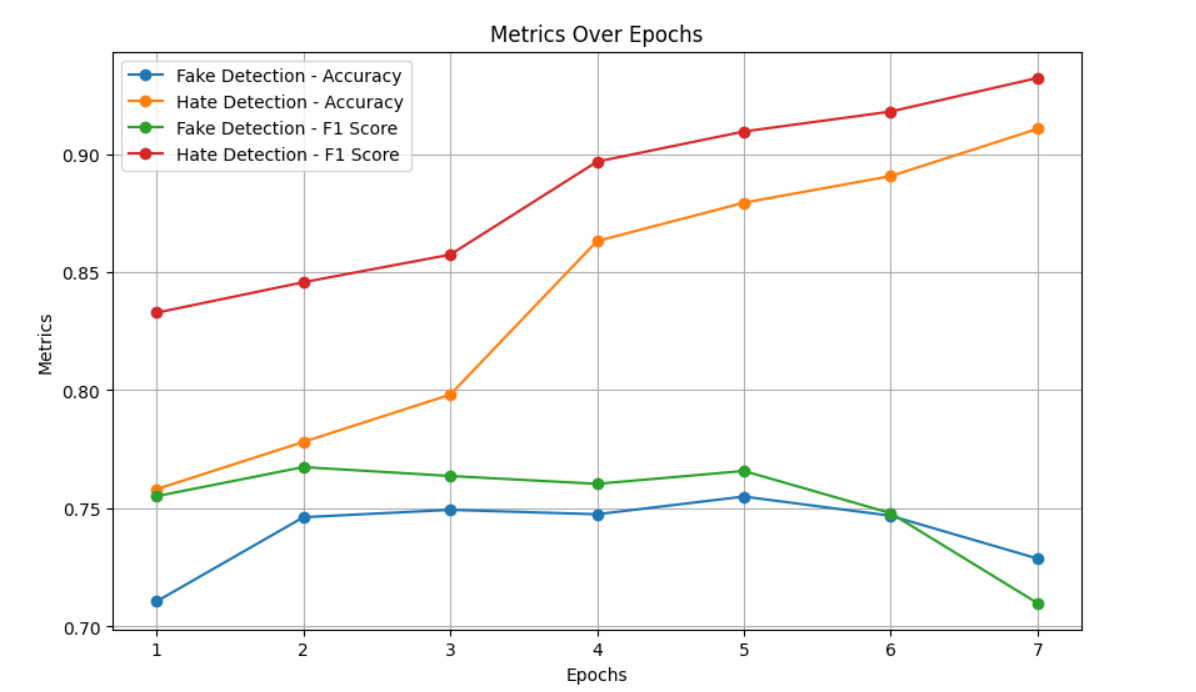 Metrics Over Epochs
Fake Detection - Accuracy
Hate Detection - Accuracy
Fake Detection - F1 Score
Hate Detection - F1 Score
0.90
0.85
0.80
0.75
0.70
Metrics
1 2 3 4 5 6 7
Epochs